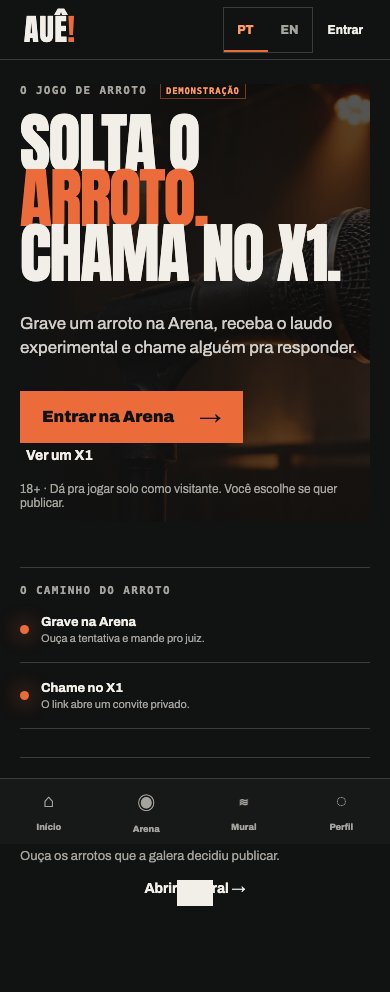 AUÊ!
PT
EN
Entrar
O JOGO DE ARROTO
DEMONSTRAÇÃO
SOLTA O
ARROTO.
CHAMA NO X1.
Grave um arroto na Arena, receba o laudo
experimental e chame alguém pra responder.
Entrar na Arena →
Ver um X1
18+ · Dá pra jogar solo como visitante. Você escolhe se quer
publicar.
O CAMINHO DO ARROTO
Grave na Arena
Ouça a tentativa e mande pro juiz.
Chame no X1
O link abre um convite privado.
Início
Arena
Mural
Perfil
Ouça os arrotos que a galera decidiu publicar.